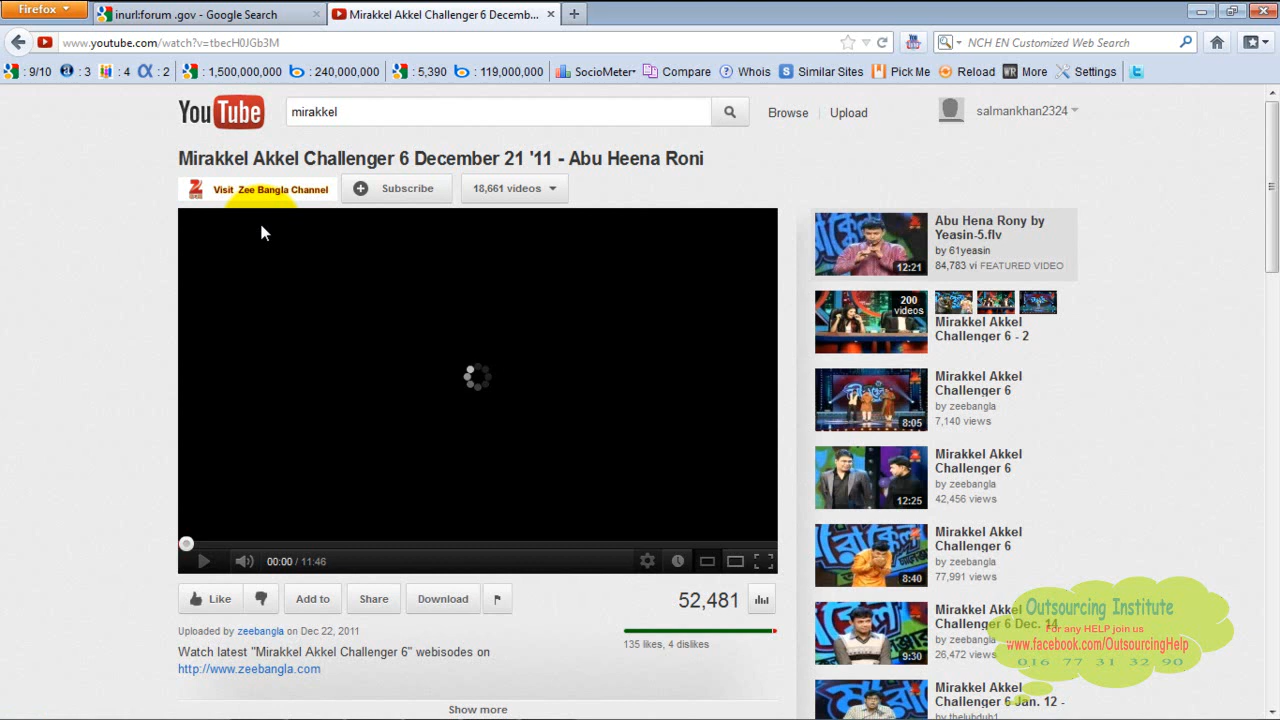 Firefox
inurl:forum .gov - Google Search
Mirakkel Akkel Challenger 6 Decemb...
www.youtube.com/watch?v=tbecH0JGb3M
NCH EN Customized Web Search
: 9/10 : 3 : 4 : 2 : 1,500,000,000 : 240,000,000 : 5,390 : 119,000,000 SocioMeter Compare Whois Similar Sites Pick Me Reload WR More Settings
YouTube
mirakkel
Browse
Upload
salmankhan2324
Mirakkel Akkel Challenger 6 December 21 '11 - Abu Heena Roni
Visit Zee Bangla Channel
Subscribe
18,661 videos
00:00 / 11:46
Like
Add to
Share
Download
52,481
Uploaded by zeebangla on Dec 22, 2011
135 likes, 4 dislikes
Watch latest "Mirakkel Akkel Challenger 6" webisodes on
http://www.zeebangla.com
Show more
12:21
Abu Hena Rony by
Yeasin-5.flv
by 61yeasin
84,783 vi FEATURED VIDEO
200
videos
Mirakkel Akkel
Challenger 6 - 2
8:05
Mirakkel Akkel
Challenger 6
by zeebangla
7,140 views
12:25
Mirakkel Akkel
Challenger 6
by zeebangla
42,456 views
8:40
Mirakkel Akkel
Challenger 6
by zeebangla
77,991 views
9:30
Mirakkel Akkel
Challenger 6 Dec. 14
by zeebangla
26,472 views
Mirakkel Akkel
Challenger 6 Jan. 12 -
by thelubdub1
Outsourcing Institute
For any HELP join us
www.facebook.com/OutsourcingHelp
016 77 31 32 90